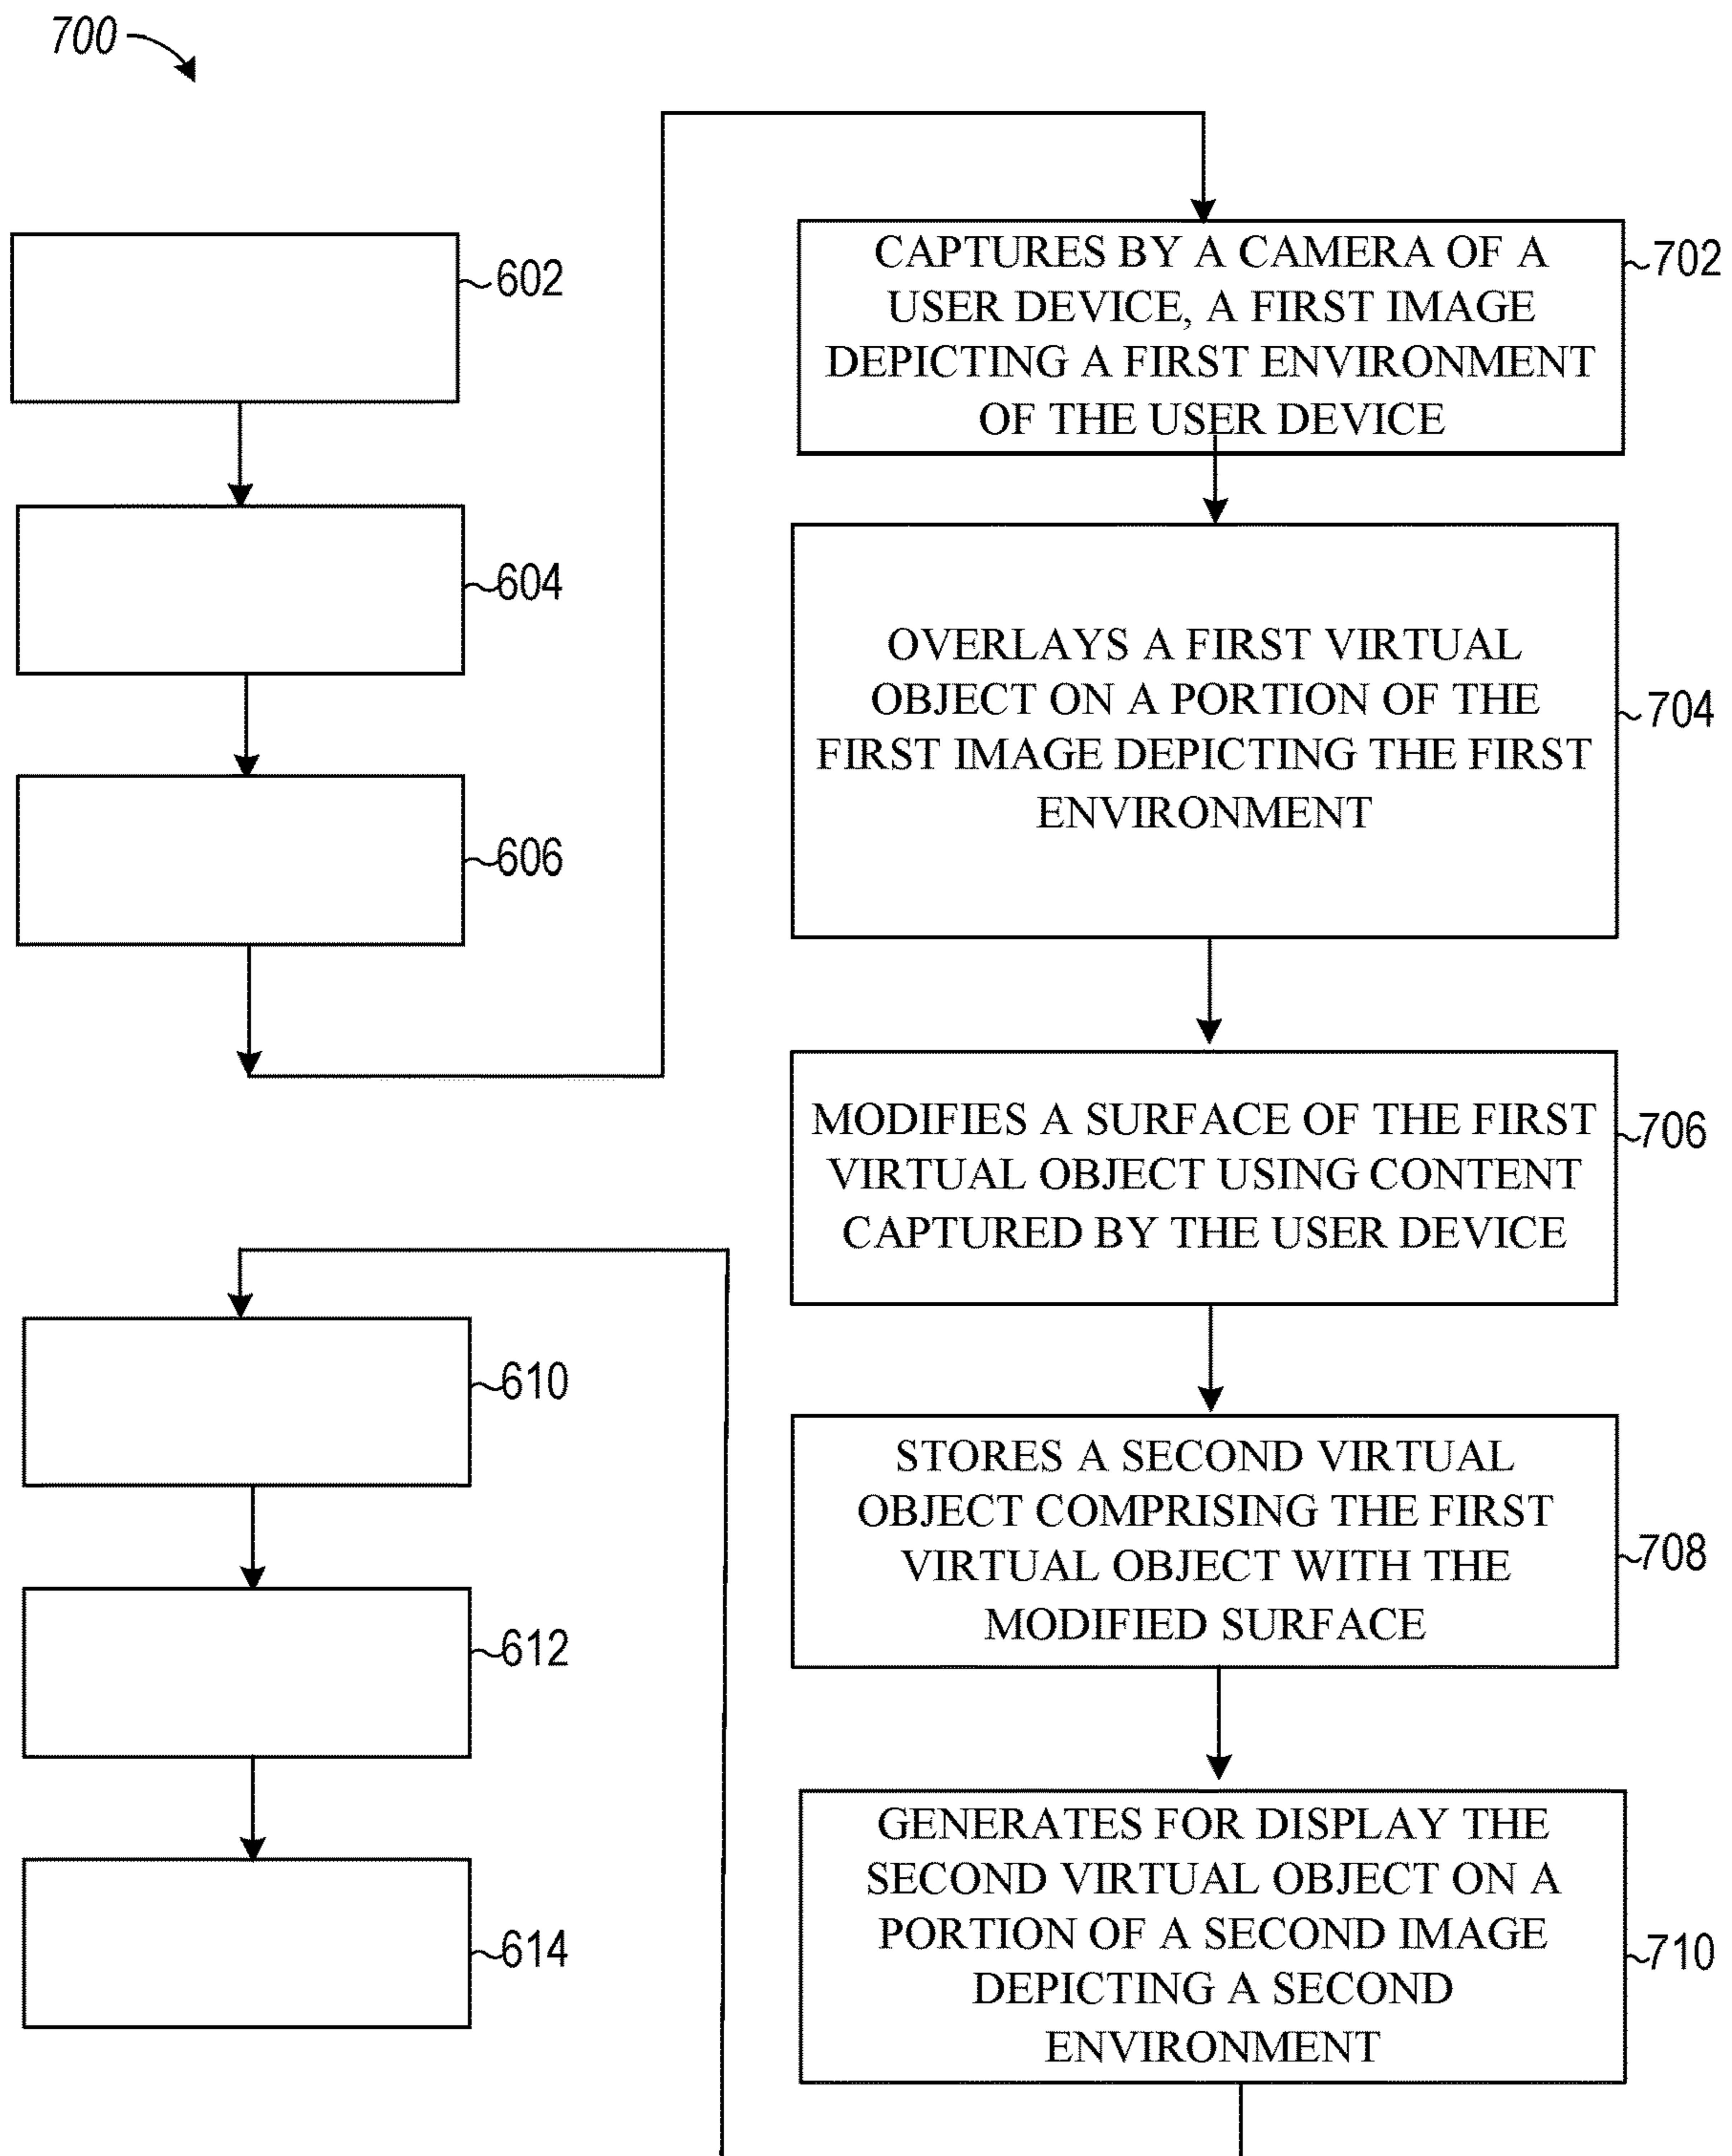 700
602
604
606
CAPTURES BY A CAMERA OF A
USER DEVICE, A FIRST IMAGE
DEPICTING A FIRST ENVIRONMENT
OF THE USER DEVICE
702
OVERLAYS A FIRST VIRTUAL
OBJECT ON A PORTION OF THE
FIRST IMAGE DEPICTING THE FIRST
ENVIRONMENT
704
MODIFIES A SURFACE OF THE FIRST
VIRTUAL OBJECT USING CONTENT
CAPTURED BY THE USER DEVICE
706
STORES A SECOND VIRTUAL
OBJECT COMPRISING THE FIRST
VIRTUAL OBJECT WITH THE
MODIFIED SURFACE
708
GENERATES FOR DISPLAY THE
SECOND VIRTUAL OBJECT ON A
PORTION OF A SECOND IMAGE
DEPICTING A SECOND
ENVIRONMENT
710
610
612
614